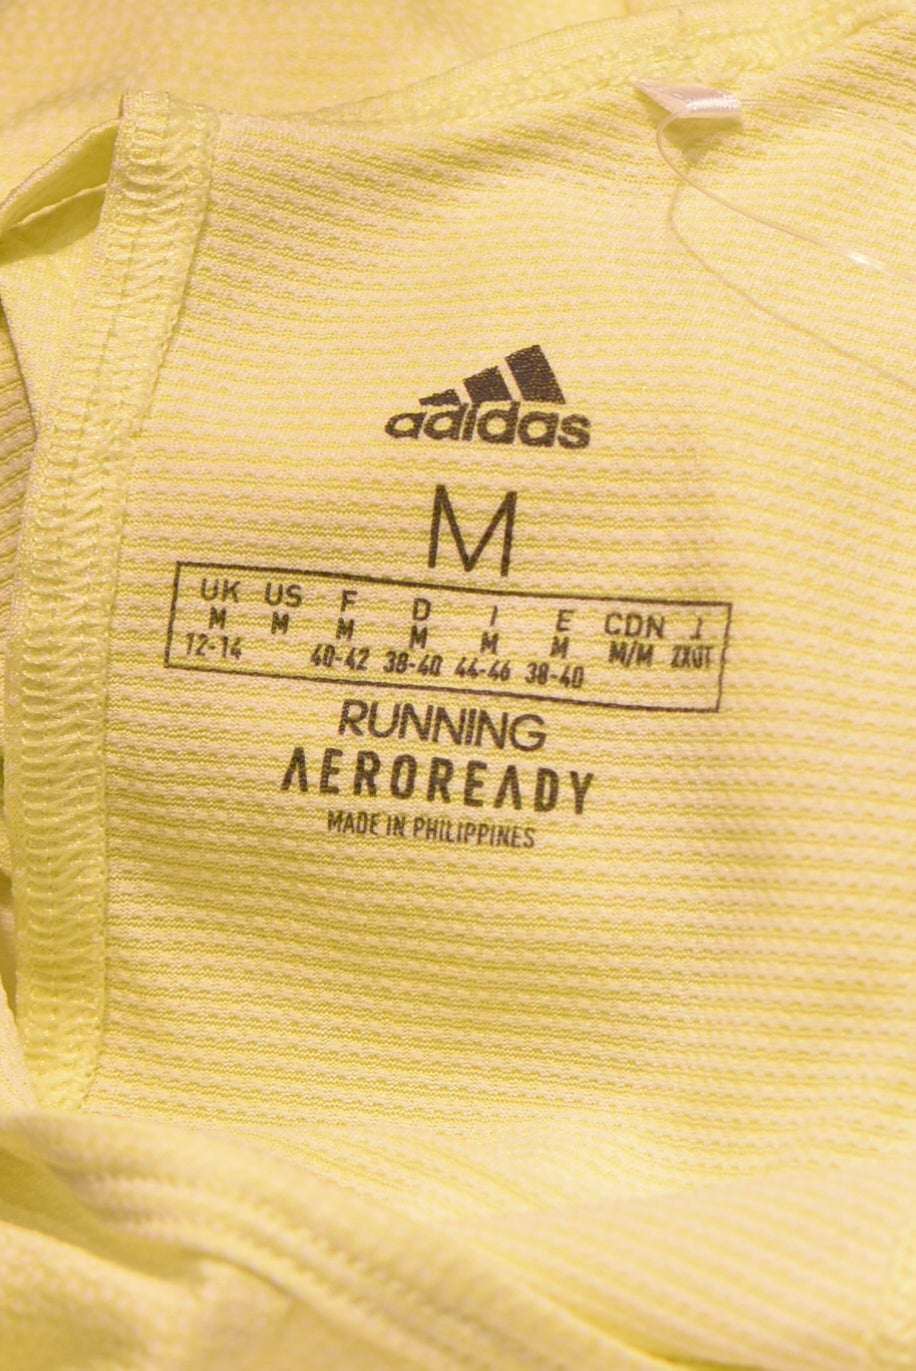 adidas
M
UK US F D I E CDN J
M M M M M M M/M ZXOT
12-14 40-42 38-40 44-46 38-40
RUNNING
AEROREADY
MADE IN PHILIPPINES